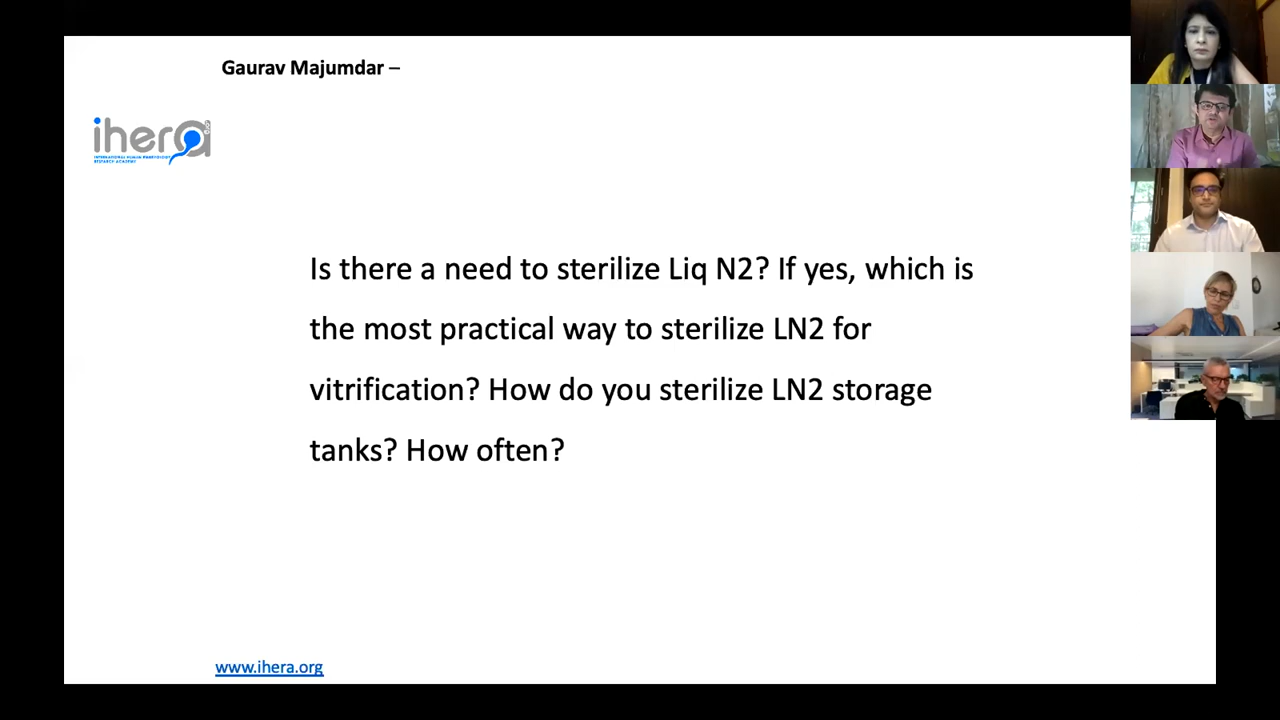 Gaurav Majumdar –
ihera
INTERNATIONAL HUMAN EMBRYOLOGY
RESEARCH ACADEMY
Is there a need to sterilize Liq N2? If yes, which is
the most practical way to sterilize LN2 for
vitrification? How do you sterilize LN2 storage
tanks? How often?
www.ihera.org